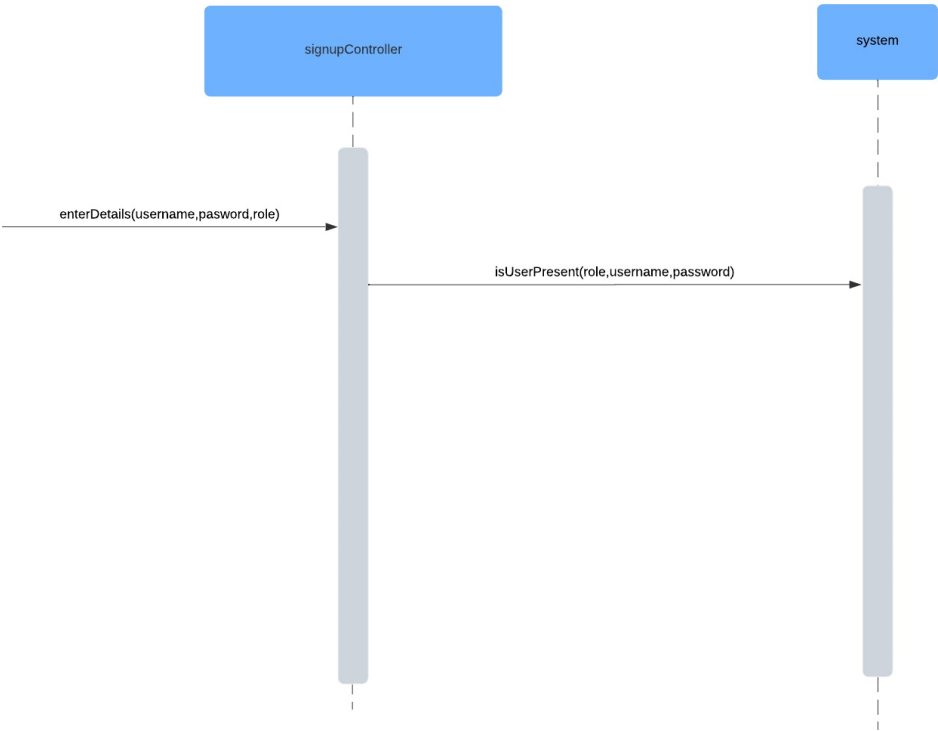 signupController
system
enterDetails(username,pasword,role)
isUserPresent(role,username,password)